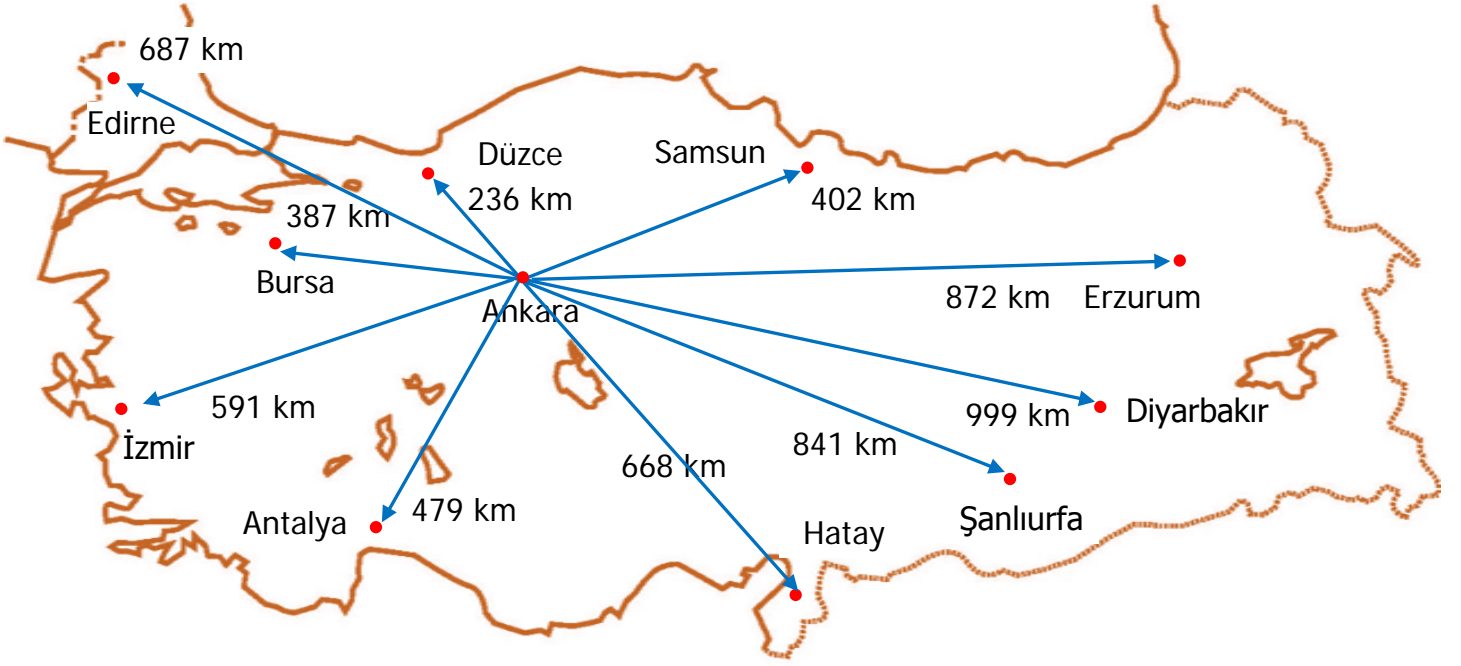 687 km
Edirne
Düzce
236 km
Samsun
402 km
387 km
Bursa
Ankara
872 km
Erzurum
591 km
İzmir
999 km
Diyarbakır
841 km
668 km
Antalya
479 km
Şanlıurfa
Hatay